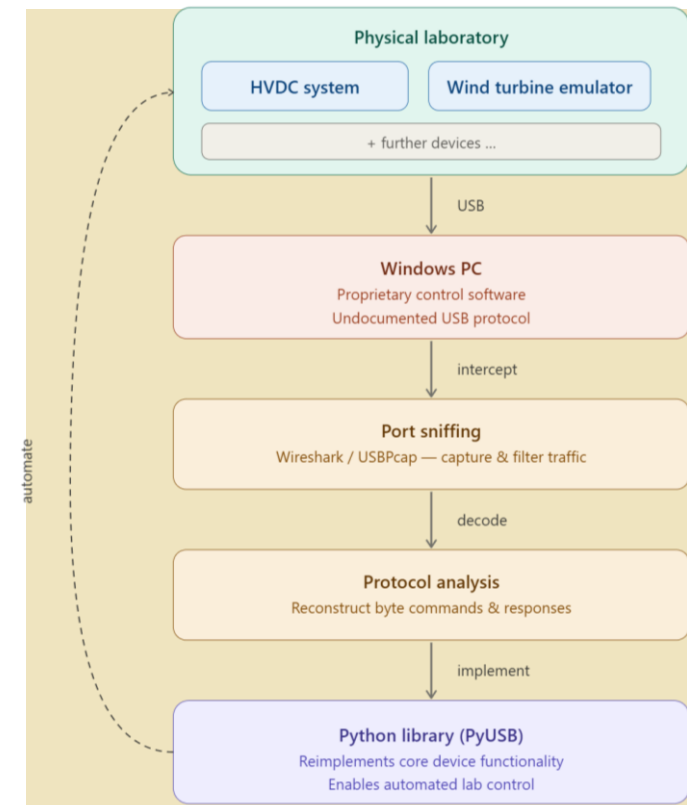 Physical laboratory
HVDC system
Wind turbine emulator
+ further devices ...
USB
Windows PC
Proprietary control software
Undocumented USB protocol
intercept
Port sniffing
Wireshark / USBPcap — capture & filter traffic
decode
Protocol analysis
Reconstruct byte commands & responses
implement
Python library (PyUSB)
Reimplements core device functionality
Enables automated lab control
automate